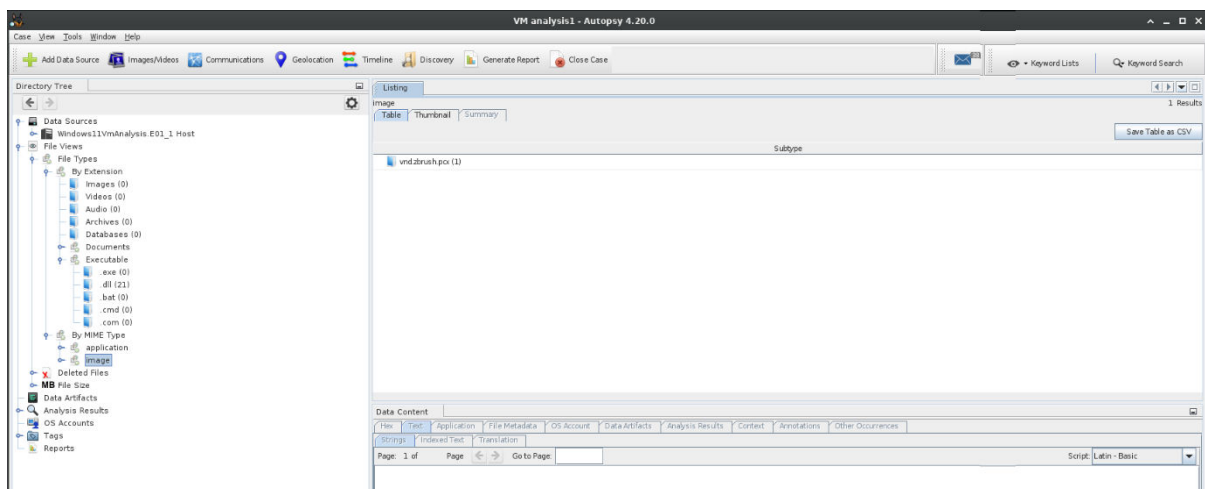 VM analysis1 - Autopsy 4.20.0
Case View Tools Window Help
Add Data Source Images/Videos Communications Geolocation Timeline Discovery Generate Report Close Case Keyword Lists Keyword Search
Directory Tree
Listing
image
1 Results
Table Thumbnail Summary
Save Table as CSV
Subtype
vnd.zbrush.pcx (1)
Data Sources
Windows11VmAnalysis.E01_1 Host
File Views
File Types
By Extension
Images (0)
Videos (0)
Audio (0)
Archives (0)
Databases (0)
Documents
Executable
.exe (0)
.dll (21)
.bat (0)
.cmd (0)
.com (0)
By MIME Type
application
image
Deleted Files
MB File Size
Data Artifacts
Analysis Results
OS Accounts
Tags
Reports
Data Content
Hex Text Application File Metadata OS Account Data Artifacts Analysis Results Context Annotations Other Occurrences
Strings Indexed Text Translation
Page: 1 of Page Go to Page: Script: Latin - Basic